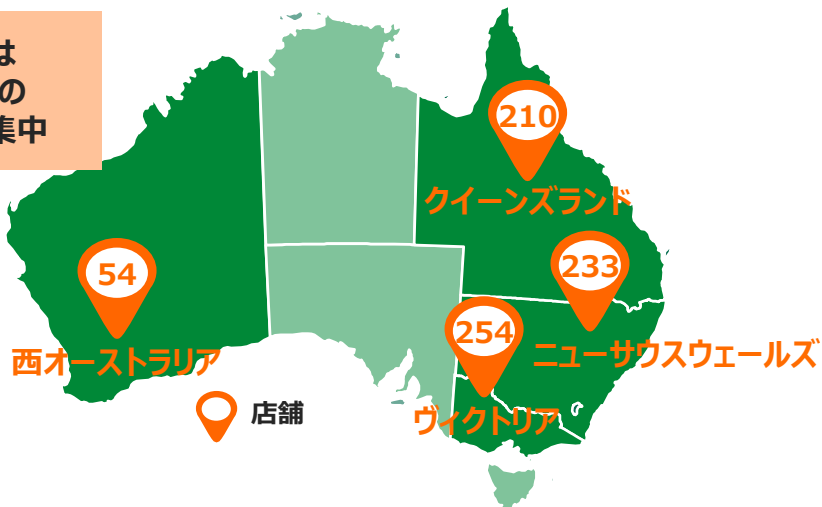 は
の
集中
210
クイーンズランド
233
54
254
ニューサウスウェールズ
西オーストラリア
店舗
ヴィクトリア